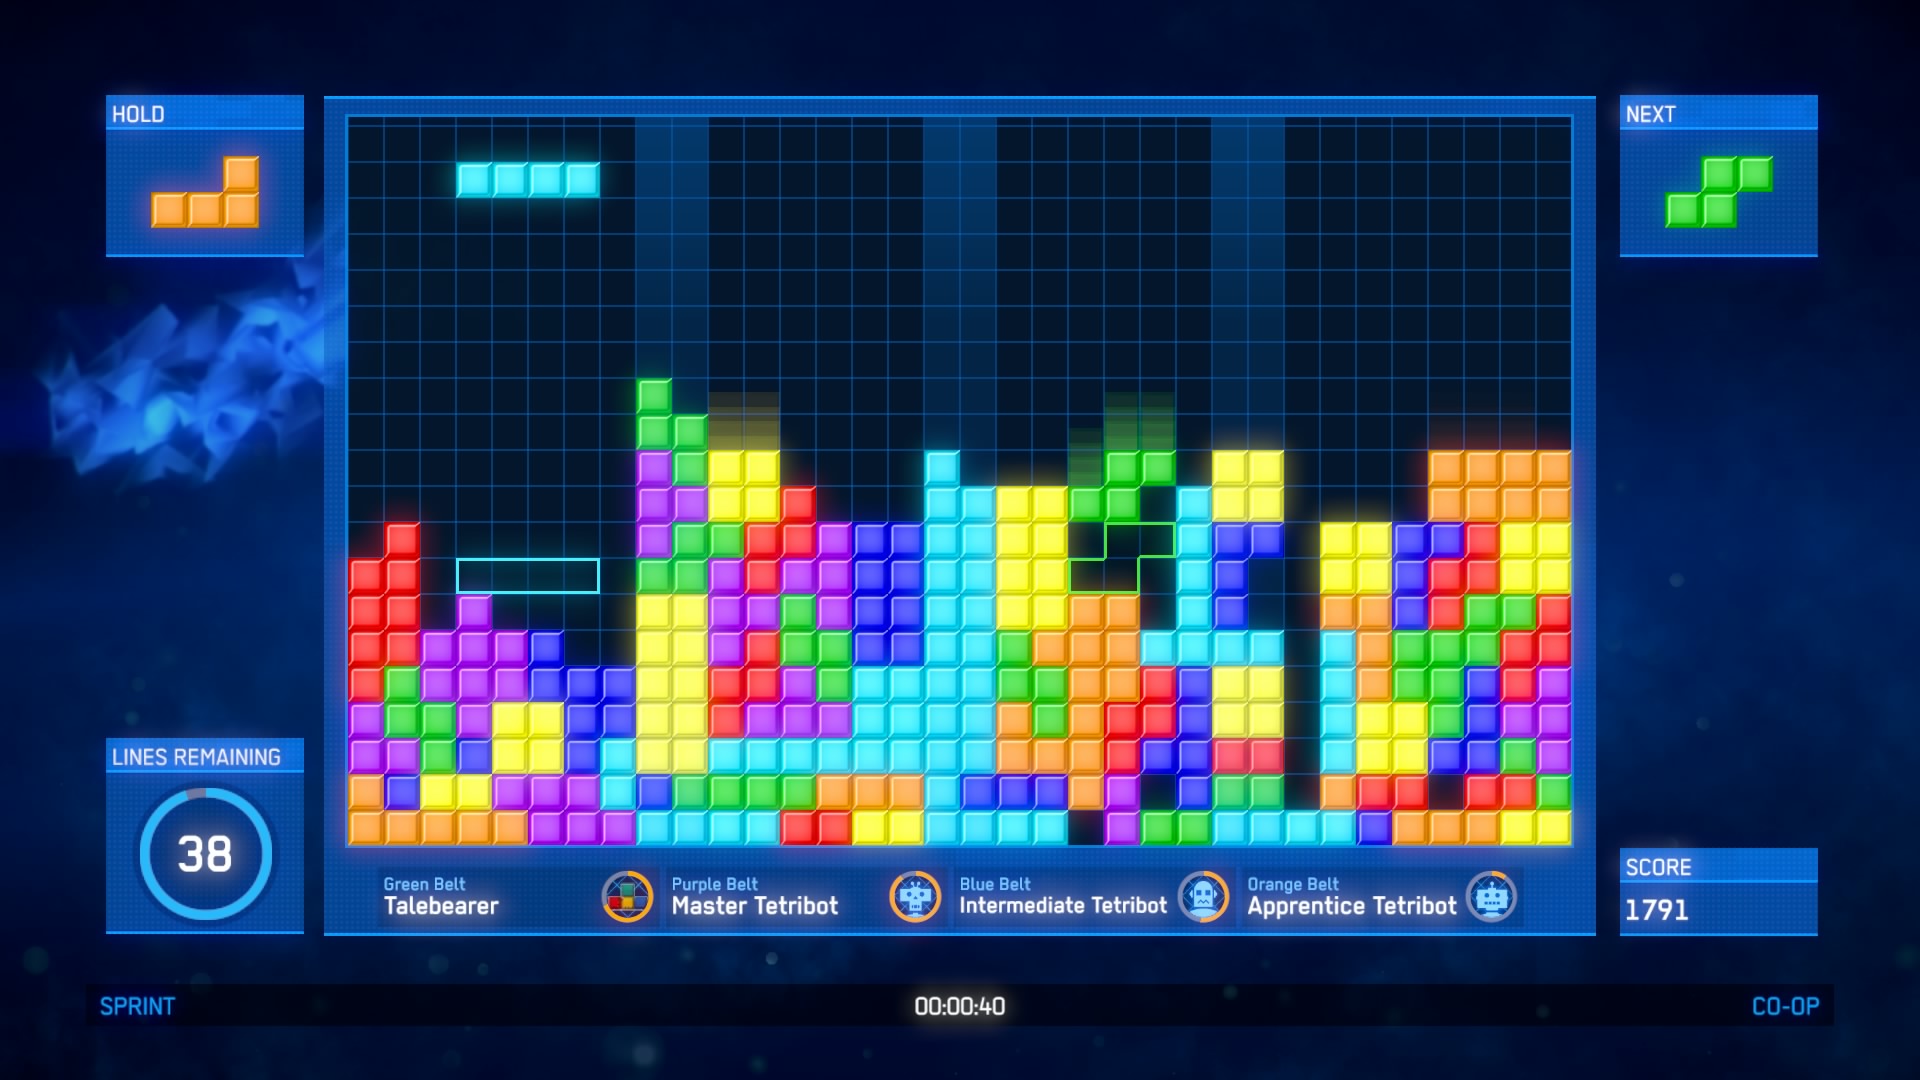 HOLD
NEXT
LINES REMAINING
38
Green Belt
Talebearer
Purple Belt
Master Tetribot
Blue Belt
Intermediate Tetribot
Orange Belt
Apprentice Tetribot
SCORE
1791
SPRINT
00:00:40
CO-OP